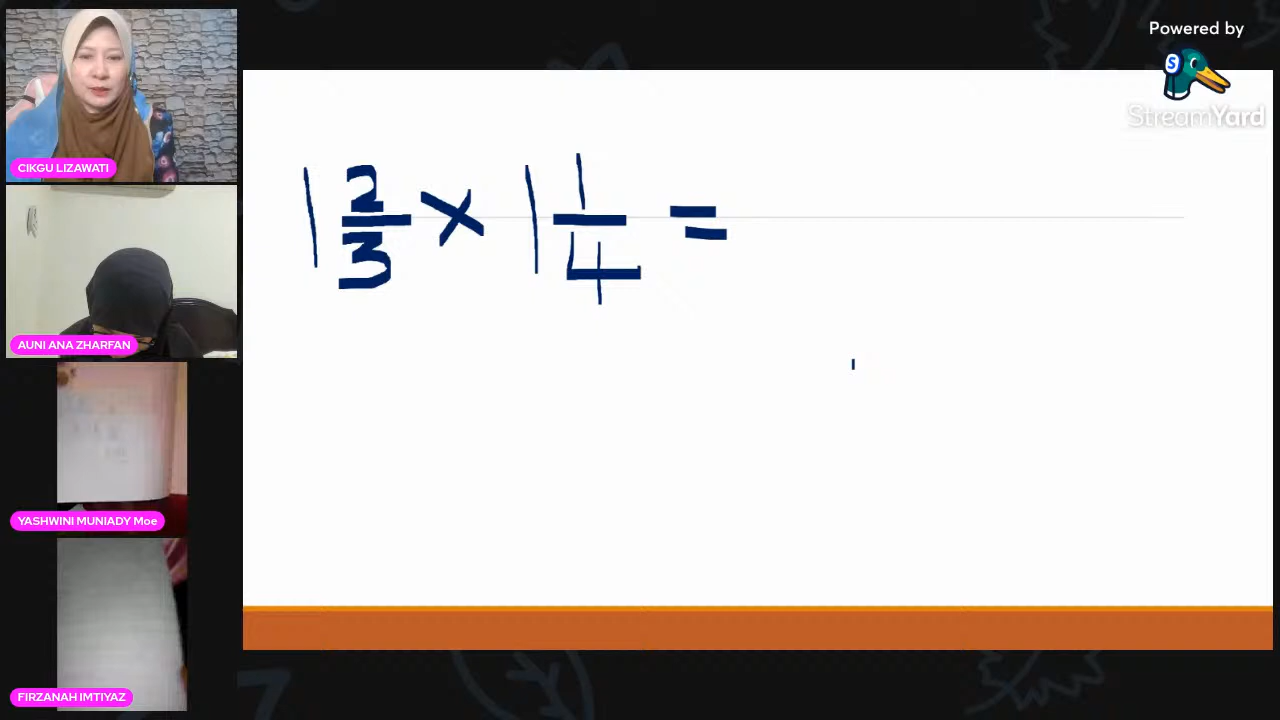 Powered by
StreamYard
CIKGU LIZAWATI
1 2/3 × 1 1/4 =
AUNI ANA ZHARFAN
YASHWINI MUNIADY Moe
FIRZANAH IMTIYAZ